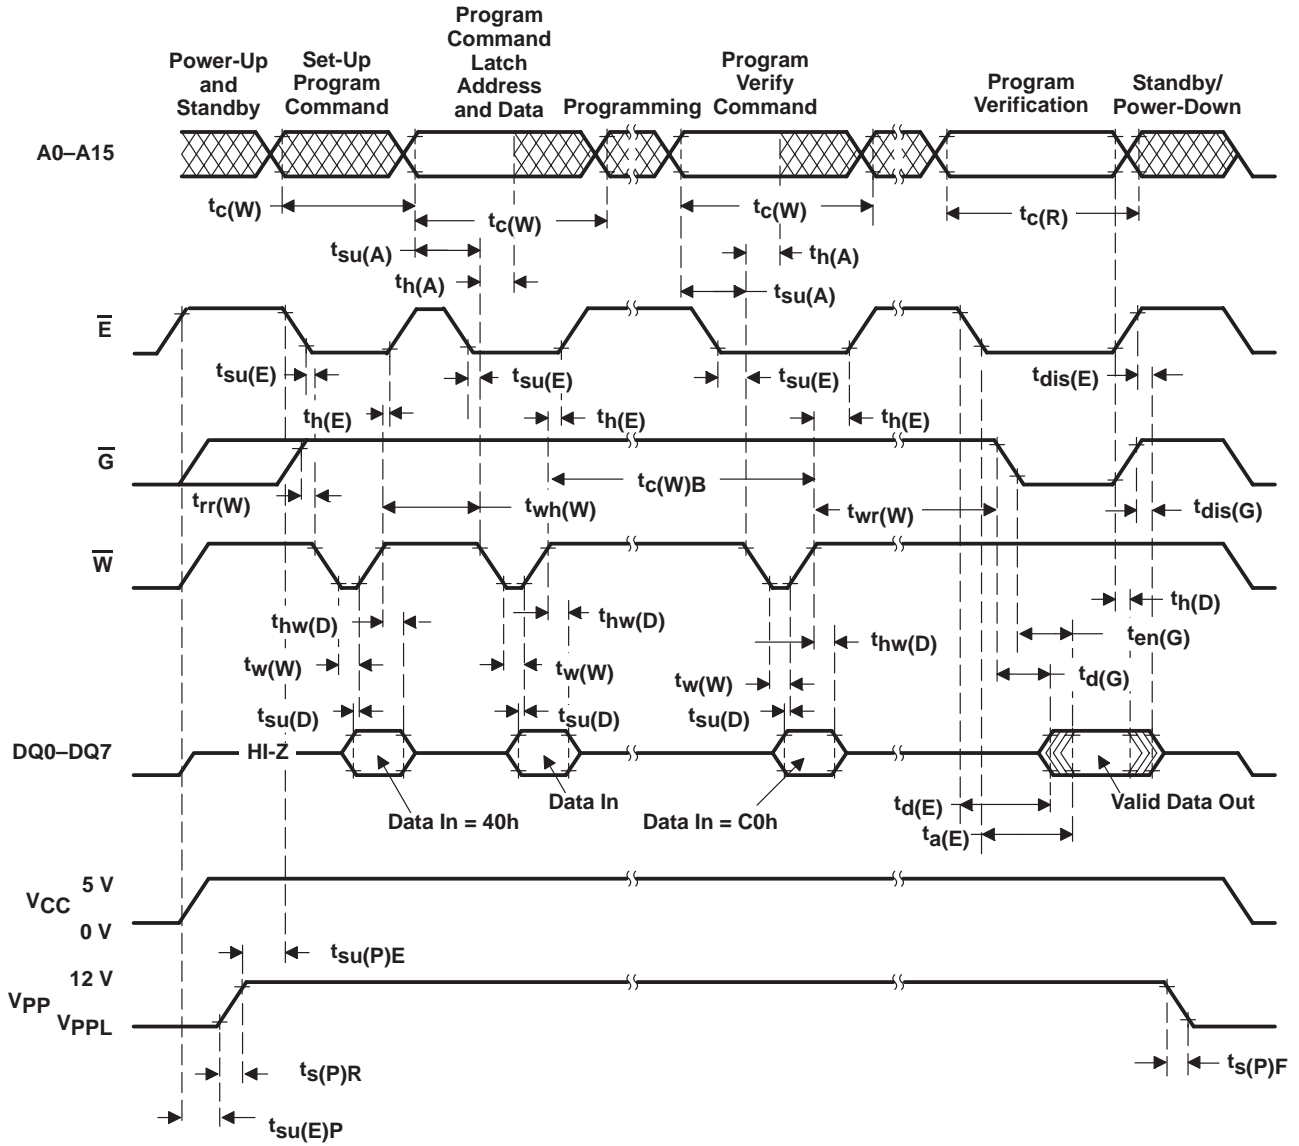 Power-Up
and
Standby
Set-Up
Program
Command
Program
Command
Latch
Address
and Data
Programming
Program
Verify
Command
Program
Verification
Standby/
Power-Down
A0–A15
tc(W)
tc(W)
tc(W)
tc(R)
tsu(A)
th(A)
th(A)
tsu(A)
E
tsu(E)
tsu(E)
tsu(E)
tdis(E)
th(E)
th(E)
th(E)
G
trr(W)
twh(W)
tc(W)B
twr(W)
tdis(G)
W
thw(D)
thw(D)
thw(D)
th(D)
ten(G)
tw(W)
tw(W)
tw(W)
td(G)
tsu(D)
tsu(D)
tsu(D)
DQ0–DQ7
HI-Z
Data In = 40h
Data In
Data In = C0h
Valid Data Out
td(E)
ta(E)
VCC
5 V
0 V
tsu(P)E
VPP
12 V
VPPL
ts(P)R
ts(P)F
tsu(E)P